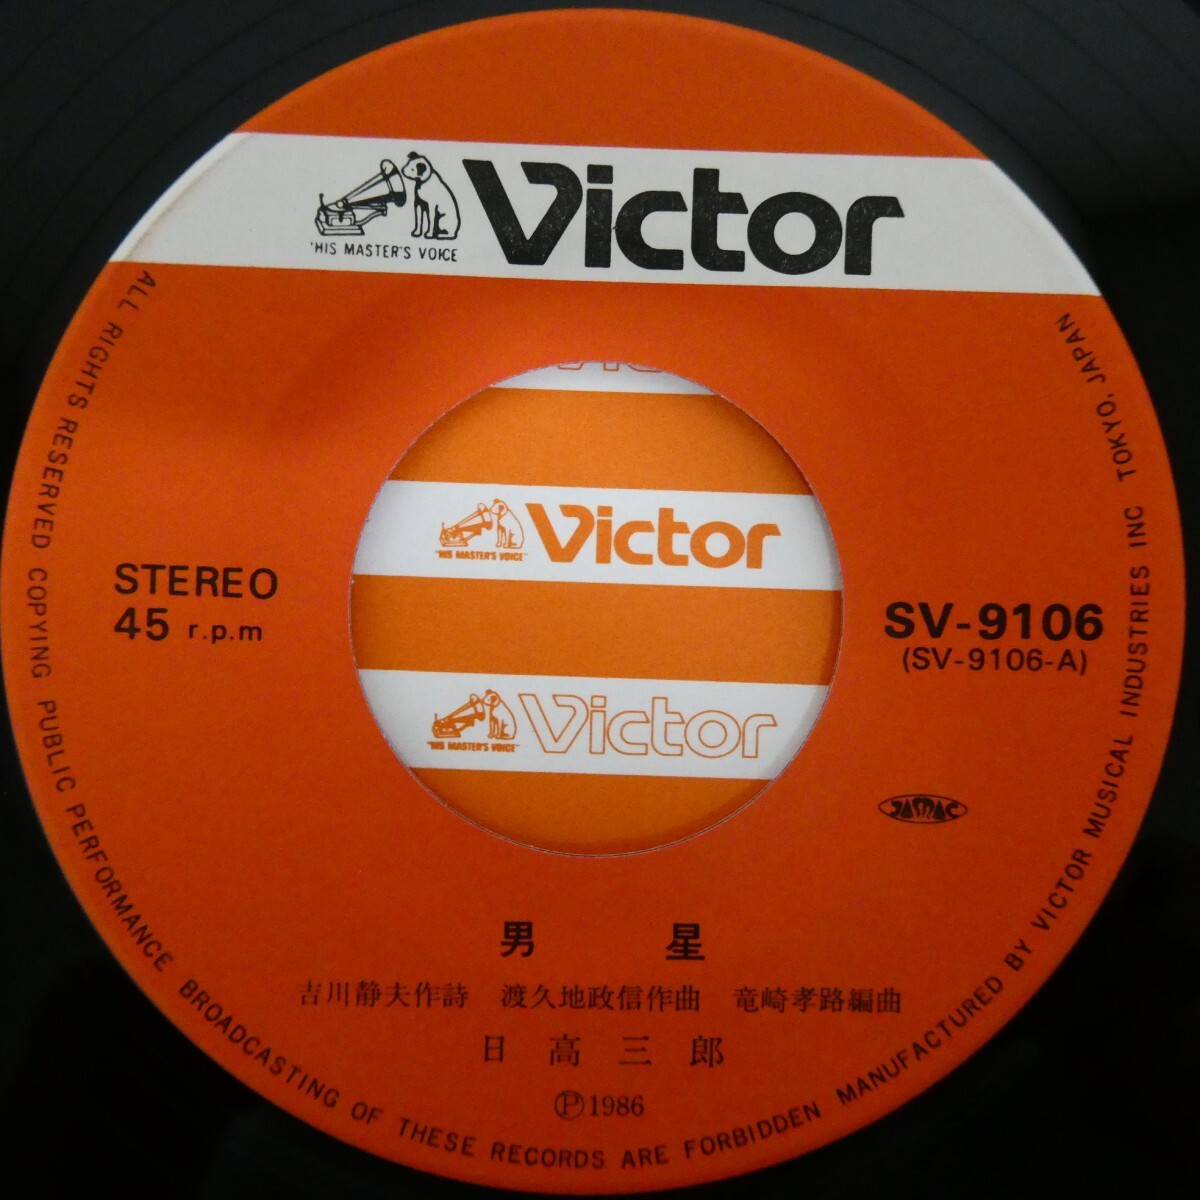 Victor
'HIS MASTER'S VOICE
STEREO
45 r.p.m
SV-9106
(SV-9106-A)
Victor
"HIS MASTER'S VOICE"
Victor
"HIS MASTER'S VOICE"
JAMAC
男 星
吉川静夫作詩 渡久地政信作曲 竜崎孝路編曲
日高三郎
Ⓟ1986
ALL RIGHTS RESERVED COPYING PUBLIC PERFORMANCE BROADCASTING OF THESE RECORDS ARE FORBIDDEN MANUFACTURED BY VICTOR MUSICAL INDUSTRIES INC TOKYO, JAPAN